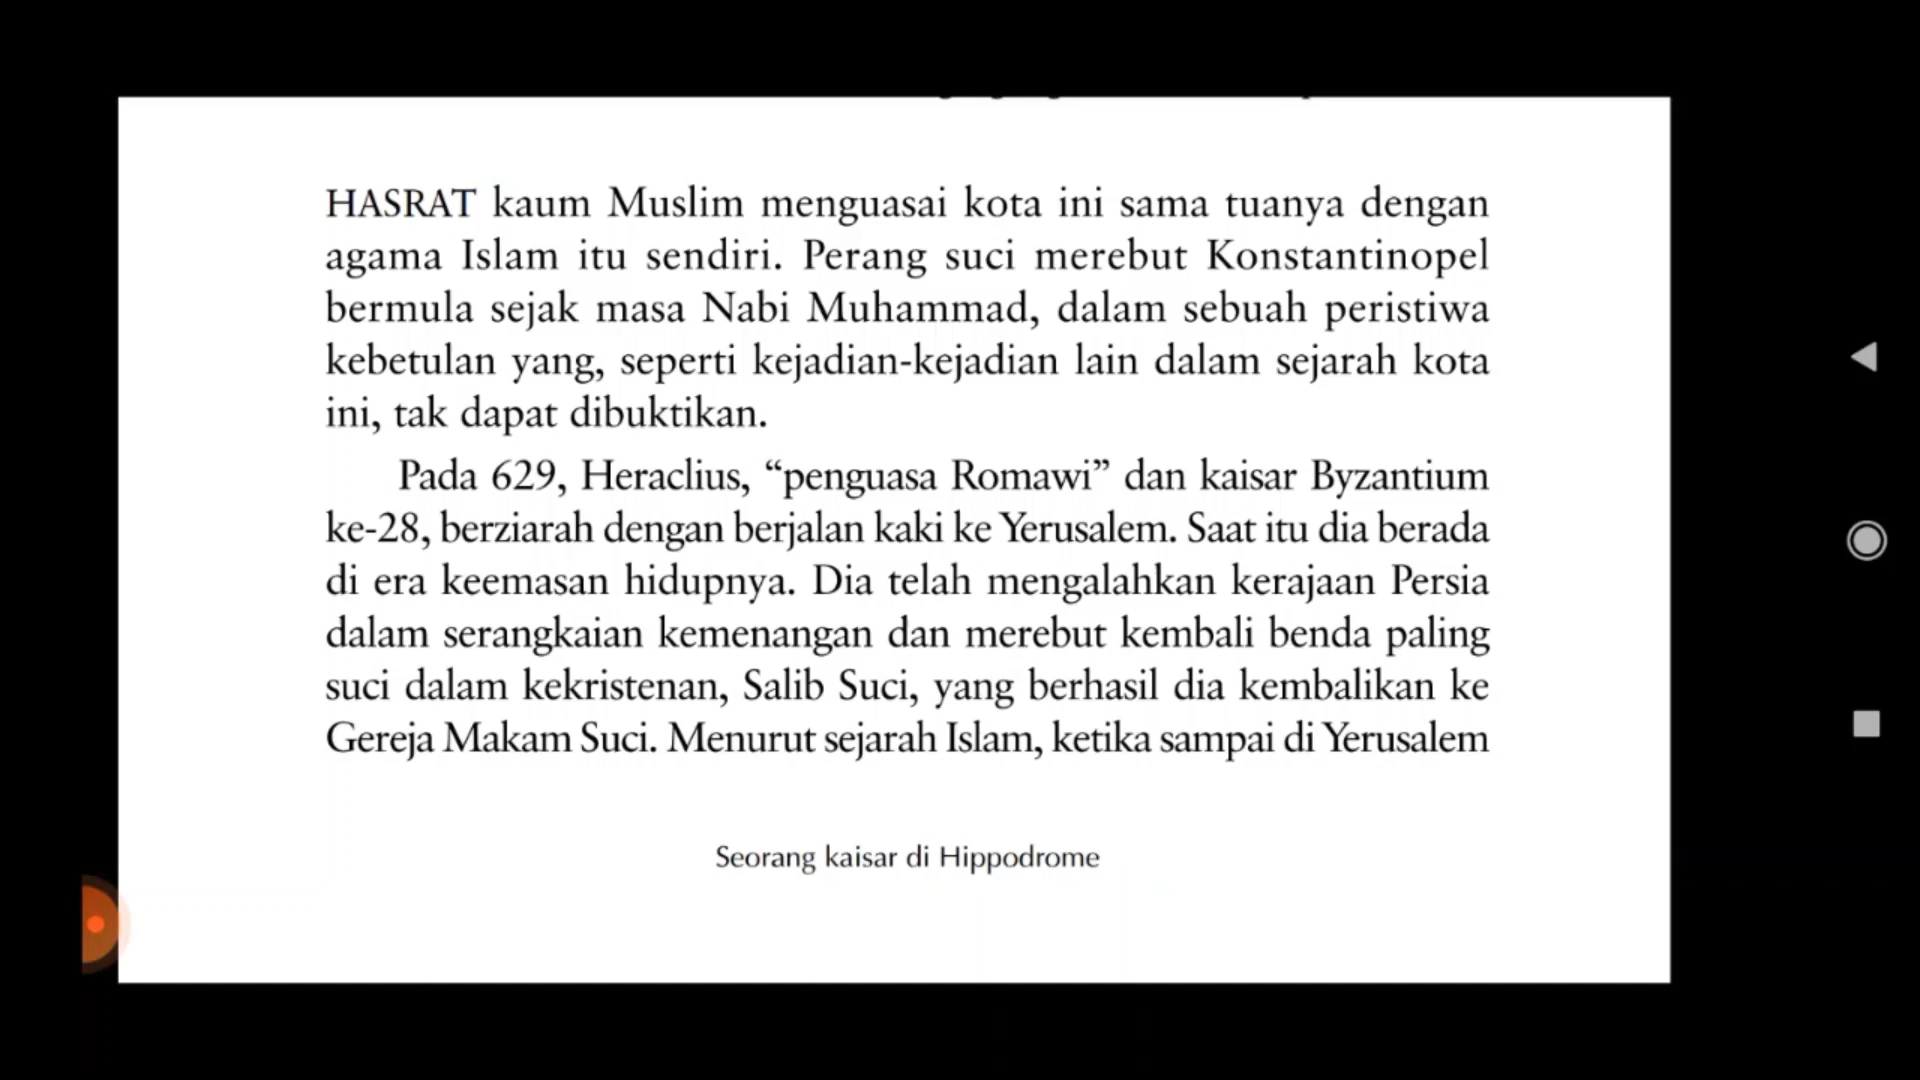 HASRAT kaum Muslim menguasai kota ini sama tuanya dengan
agama Islam itu sendiri. Perang suci merebut Konstantinopel
bermula sejak masa Nabi Muhammad, dalam sebuah peristiwa
kebetulan yang, seperti kejadian-kejadian lain dalam sejarah kota
ini, tak dapat dibuktikan.
Pada 629, Heraclius, “penguasa Romawi” dan kaisar Byzantium
ke-28, berziarah dengan berjalan kaki ke Yerusalem. Saat itu dia berada
di era keemasan hidupnya. Dia telah mengalahkan kerajaan Persia
dalam serangkaian kemenangan dan merebut kembali benda paling
suci dalam kekristenan, Salib Suci, yang berhasil dia kembalikan ke
Gereja Makam Suci. Menurut sejarah Islam, ketika sampai di Yerusalem
Seorang kaisar di Hippodrome